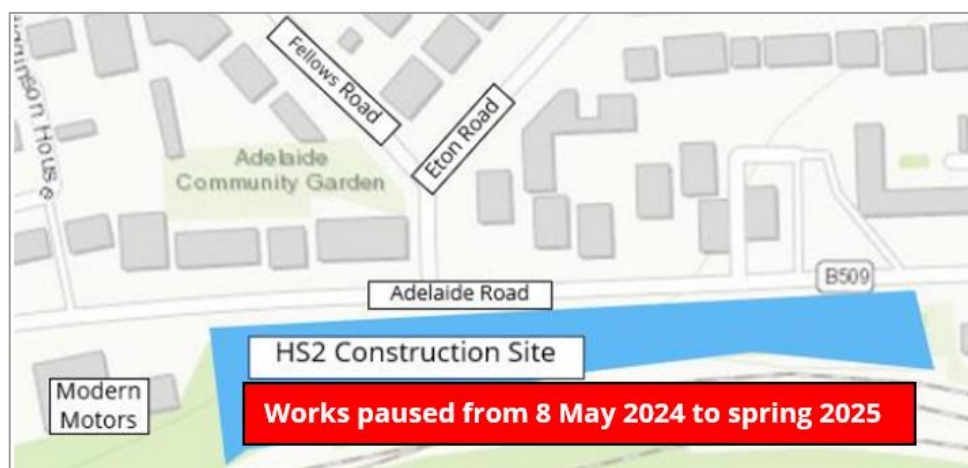 Fellows Road
Eton Road
Adelaide
Community Garden
Adelaide Road
B509
HS2 Construction Site
Modern
Motors
Works paused from 8 May 2024 to spring 2025